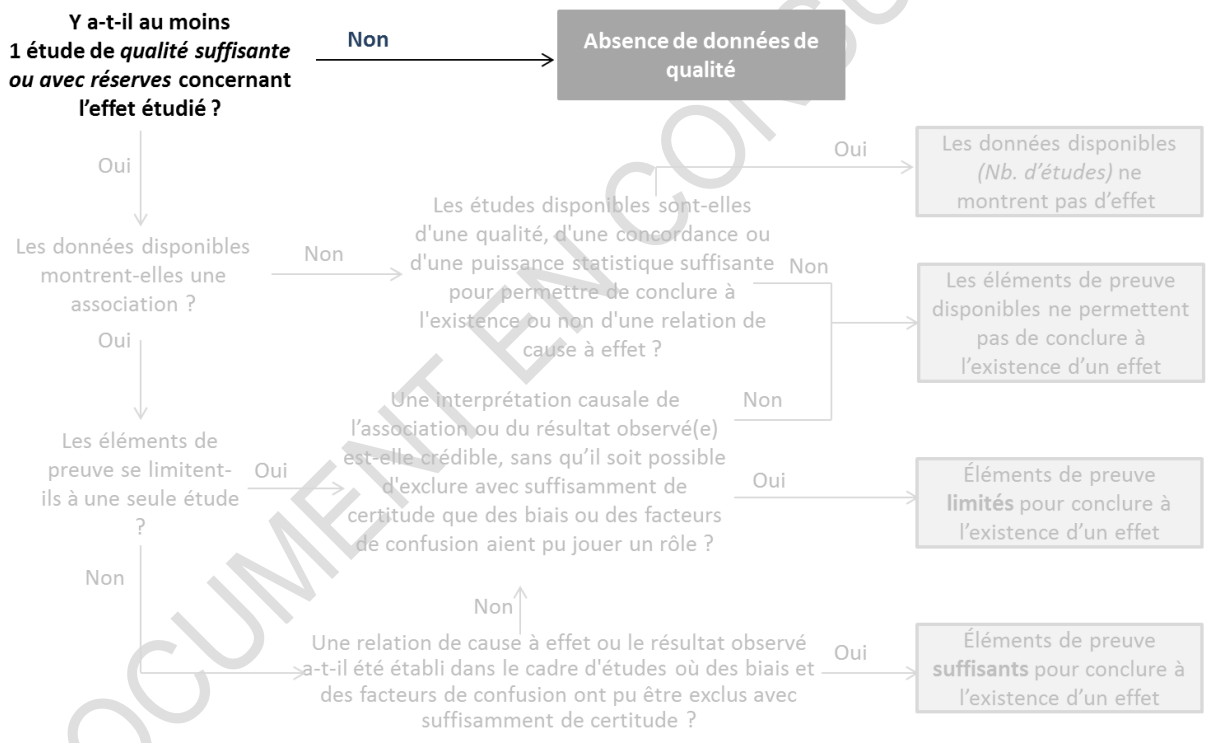 Y a-t-il au moins
1 étude de qualité suffisante
ou avec réserves concernant
l'effet étudié ?
Non
Absence de données de
qualité
Oui
Les données disponibles
montrent-elles une
association ?
Non
Les études disponibles sont-elles
d'une qualité, d'une concordance ou
d'une puissance statistique suffisante
pour permettre de conclure à
l'existence ou non d'une relation de
cause à effet ?
Oui
Les données disponibles
(Nb. d'études) ne
montrent pas d'effet
Non
Les éléments de preuve
disponibles ne permettent
pas de conclure à
l'existence d'un effet
Oui
Les éléments de
preuve se limitent-
ils à une seule étude
?
Oui
Une interprétation causale de
l'association ou du résultat observé(e)
est-elle crédible, sans qu'il soit possible
d'exclure avec suffisamment de
certitude que des biais ou des facteurs
de confusion aient pu jouer un rôle ?
Non
Oui
Éléments de preuve
limités pour conclure à
l'existence d'un effet
Non
Non
Une relation de cause à effet ou le résultat observé
a-t-il été établi dans le cadre d'études où des biais et
des facteurs de confusion ont pu être exclus avec
suffisamment de certitude ?
Oui
Éléments de preuve
suffisants pour conclure à
l'existence d'un effet
OCUMENT EN CONSU